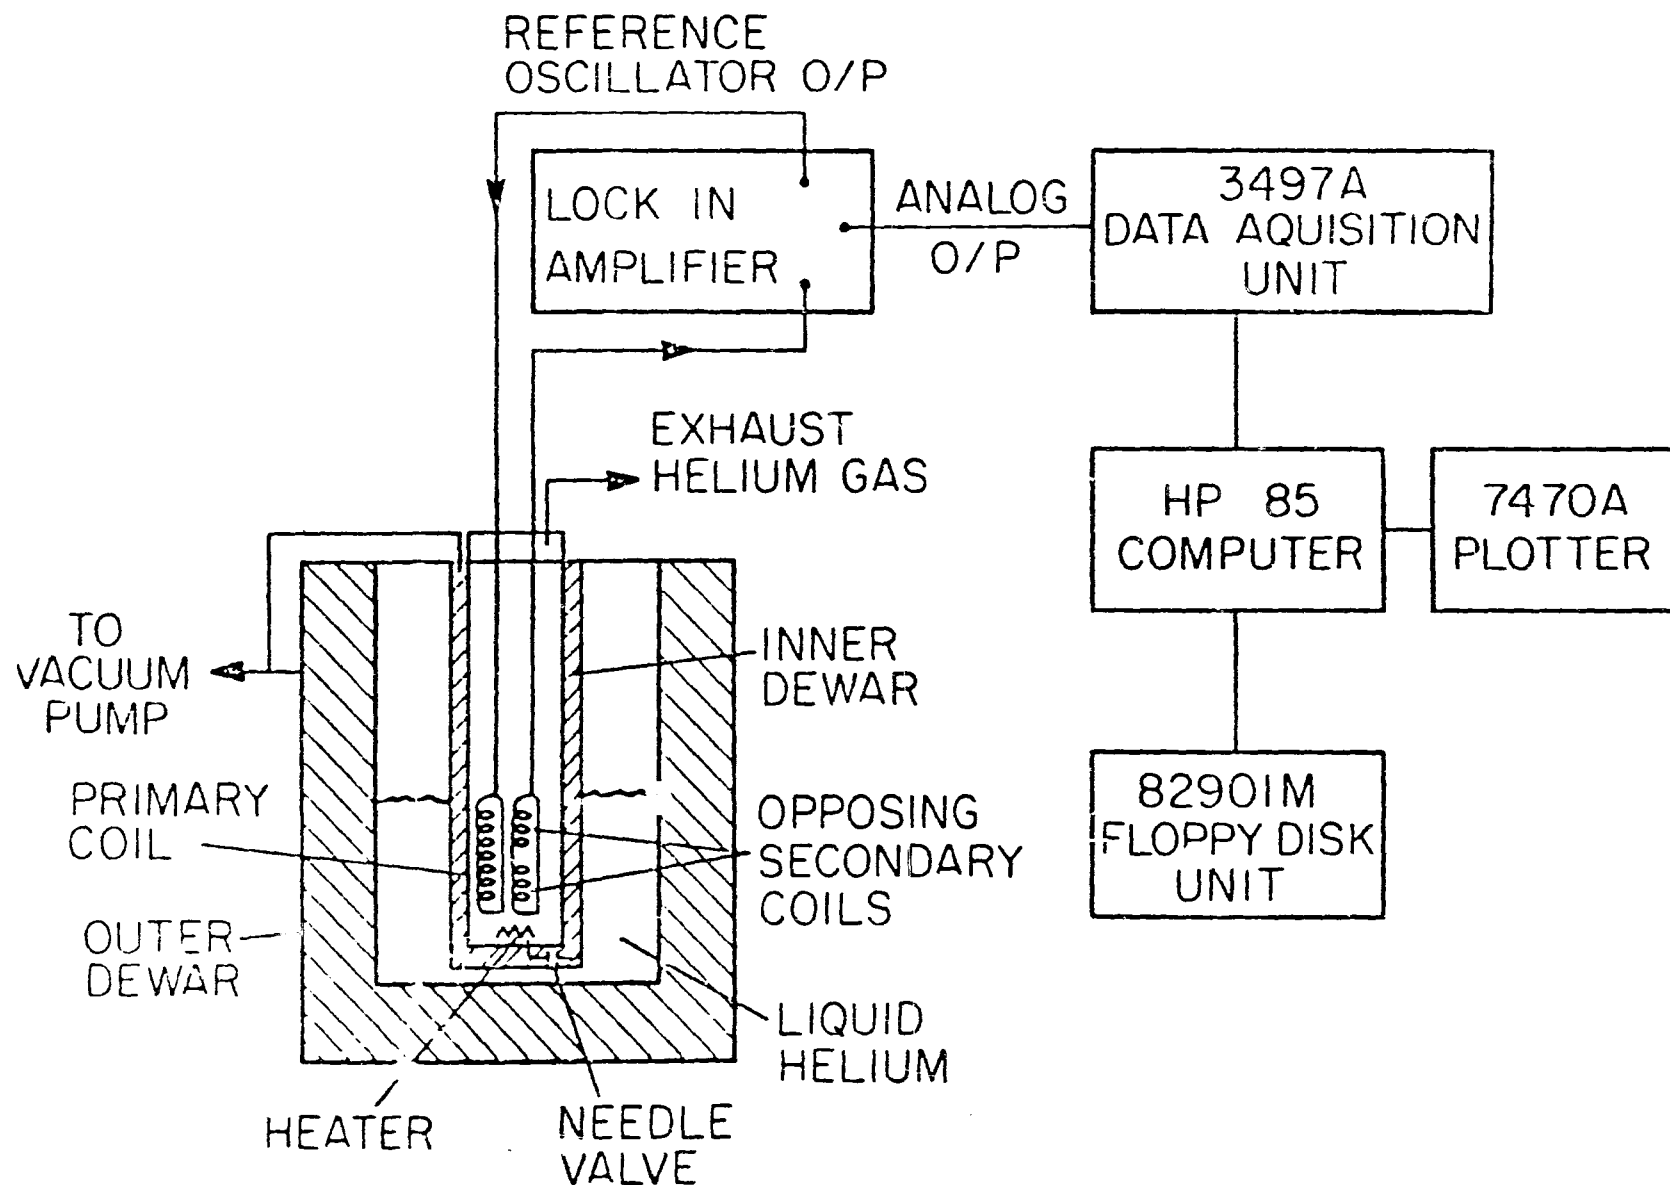 REFERENCE
OSCILLATOR O/P
LOCK IN
AMPLIFIER
ANALOG
O/P
3497A
DATA AQUISITION
UNIT
EXHAUST
HELIUM GAS
HP 85
COMPUTER
7470A
PLOTTER
TO
VACUUM
PUMP
INNER
DEWAR
PRIMARY
COIL
OPPOSING
SECONDARY
COILS
82901M
FLOPPY DISK
UNIT
OUTER
DEWAR
LIQUID
HELIUM
HEATER
NEEDLE
VALVE